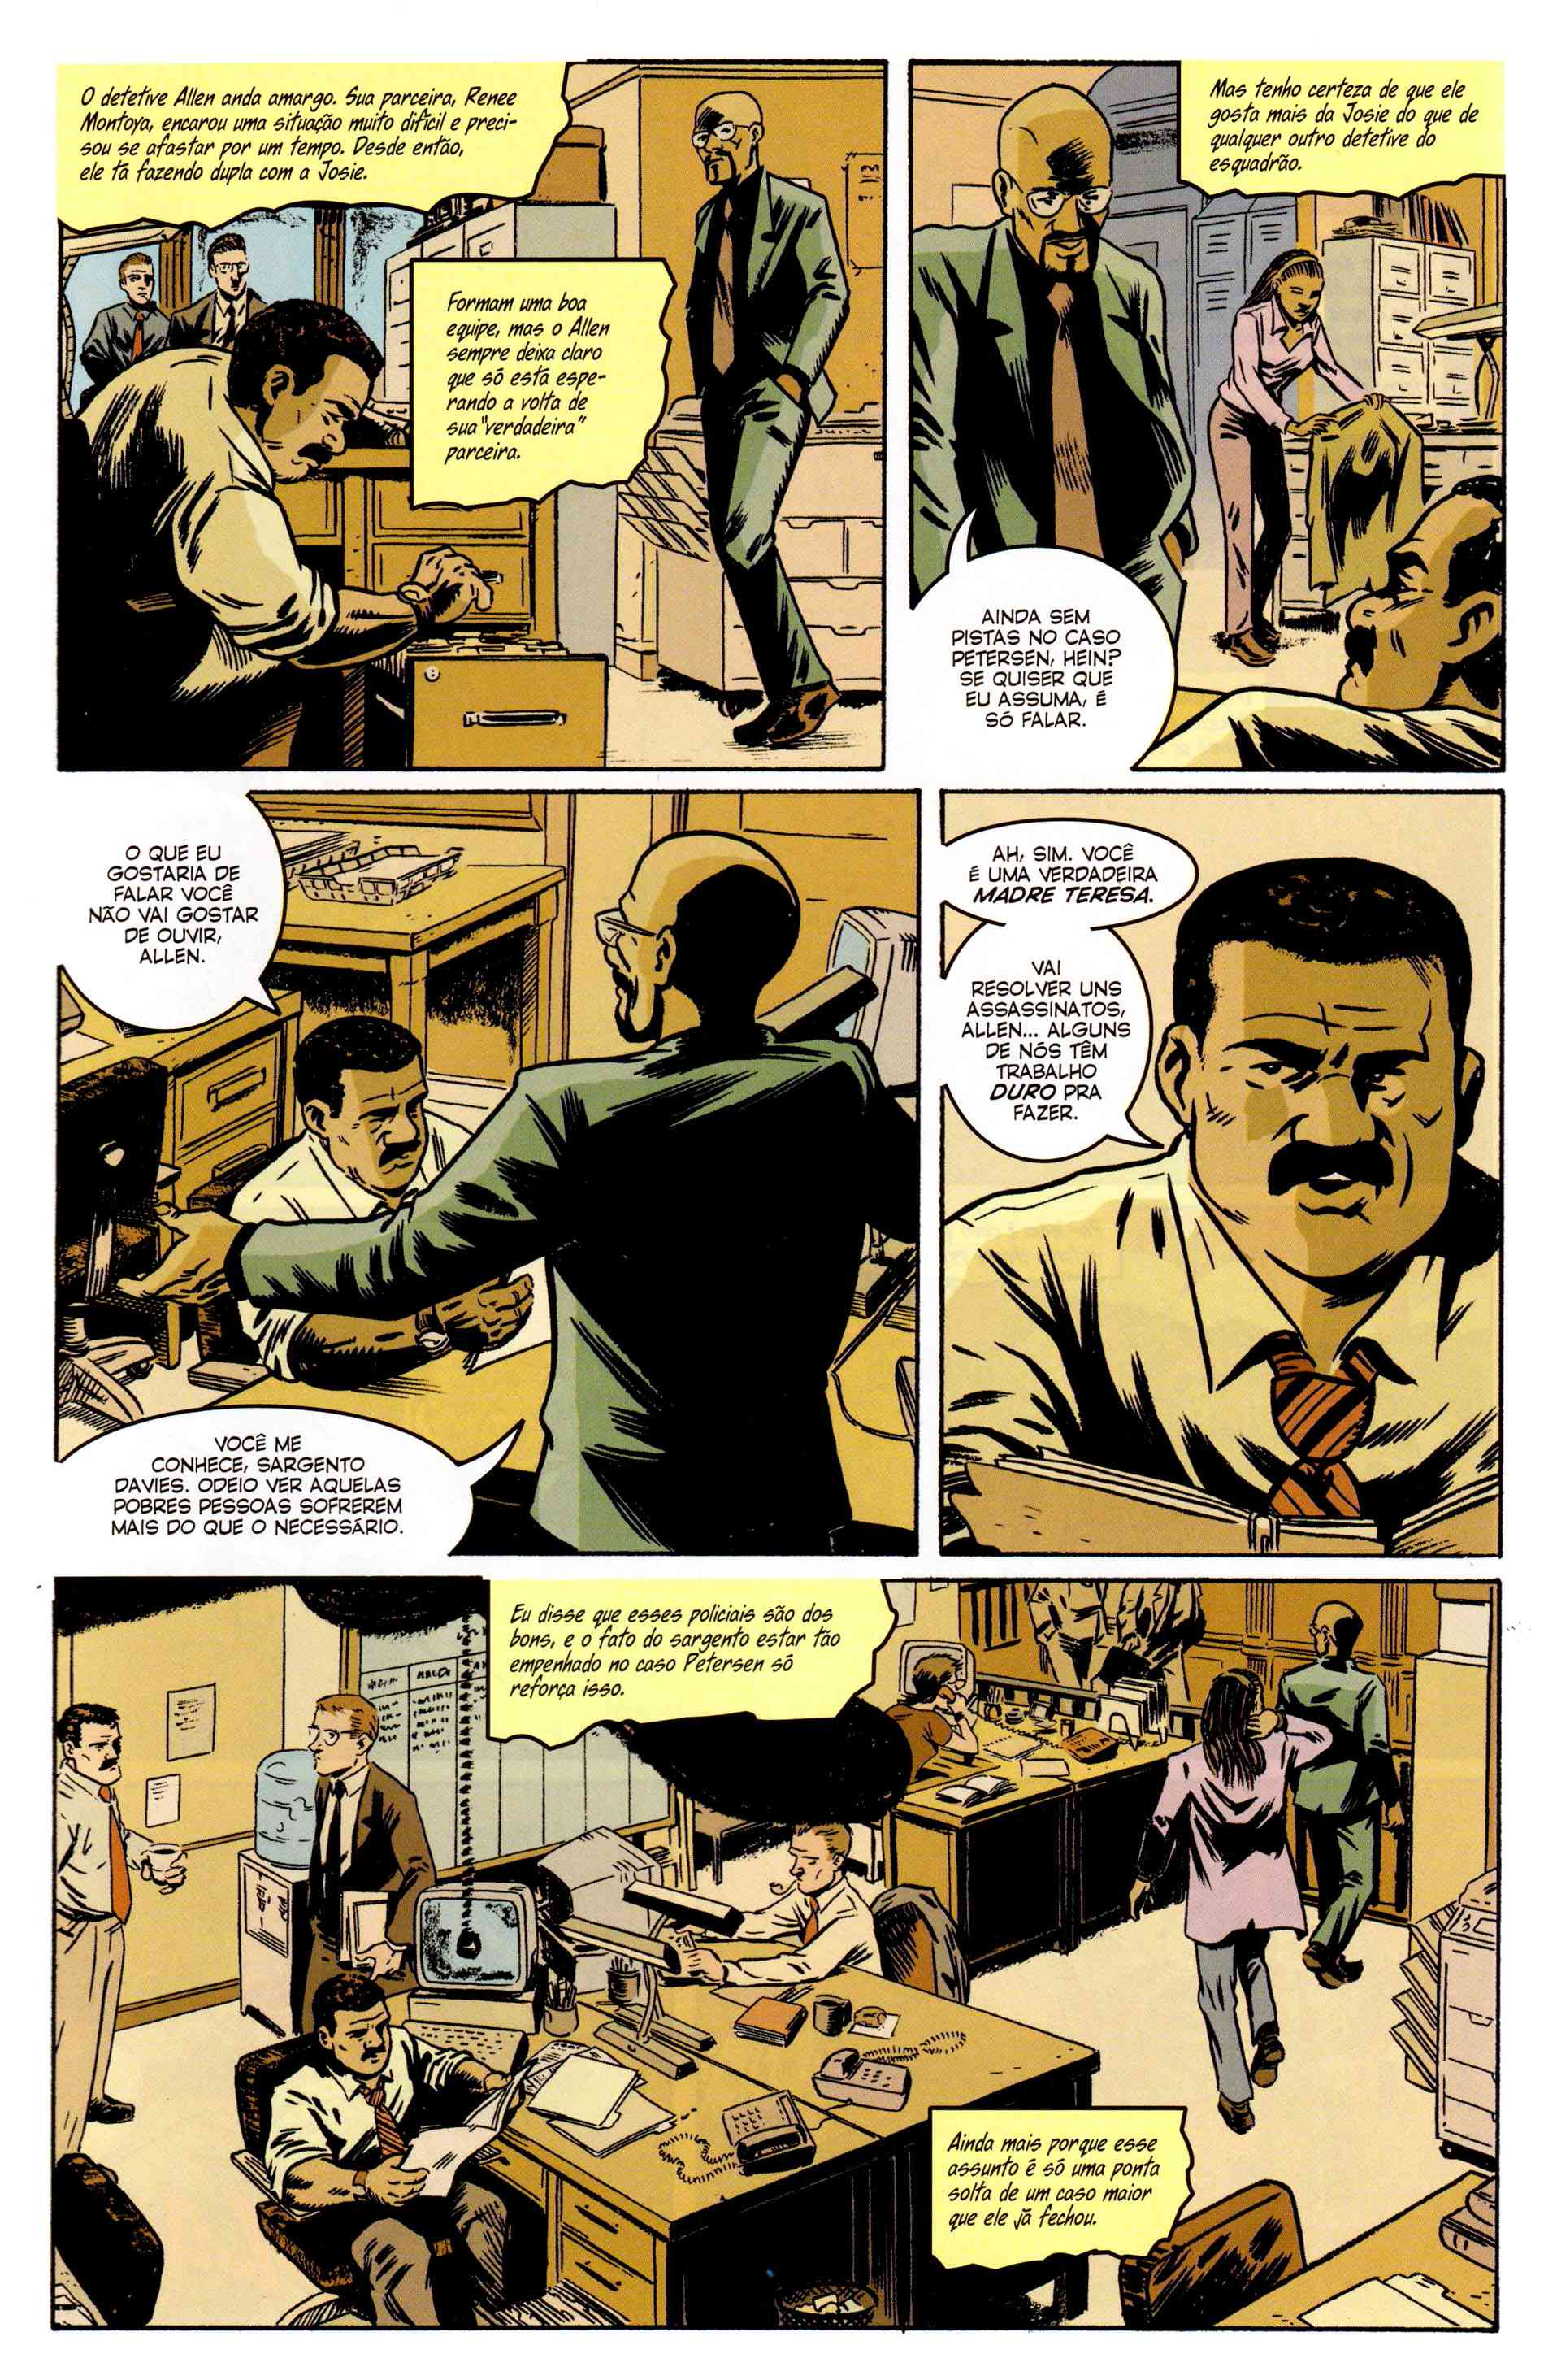 O detetive Allen anda amargo. Sua parceira, Renee
Montoya, encarou uma situação muito difícil e preci-
sou se afastar por um tempo. Desde então,
ele tá fazendo dupla com a Josie.
Formam uma boa
equipe, mas o Allen
sempre deixa claro
que só está espe-
rando a volta de
sua "verdadeira"
parceira.
Mas tenho certeza de que ele
gosta mais da Josie do que de
qualquer outro detetive do
esquadrão.
AINDA SEM
PISTAS NO CASO
PETERSEN, HEIN?
SE QUISER QUE
EU ASSUMA, É
SÓ FALAR.
O QUE EU
GOSTARIA DE
FALAR VOCÊ
NÃO VAI GOSTAR
DE OUVIR,
ALLEN.
VOCÊ ME
CONHECE, SARGENTO
DAVIES. ODEIO VER AQUELAS
POBRES PESSOAS SOFREREM
MAIS DO QUE O NECESSÁRIO.
AH, SIM. VOCÊ
É UMA VERDADEIRA
MADRE TERESA.
VAI
RESOLVER UNS
ASSASSINATOS,
ALLEN... ALGUNS
DE NÓS TÊM
TRABALHO
DURO PRA
FAZER.
Eu disse que esses policiais são dos
bons, e o fato do sargento estar tão
empenhado no caso Petersen só
reforça isso.
Ainda mais porque esse
assunto é só uma ponta
solta de um caso maior
que ele já fechou.